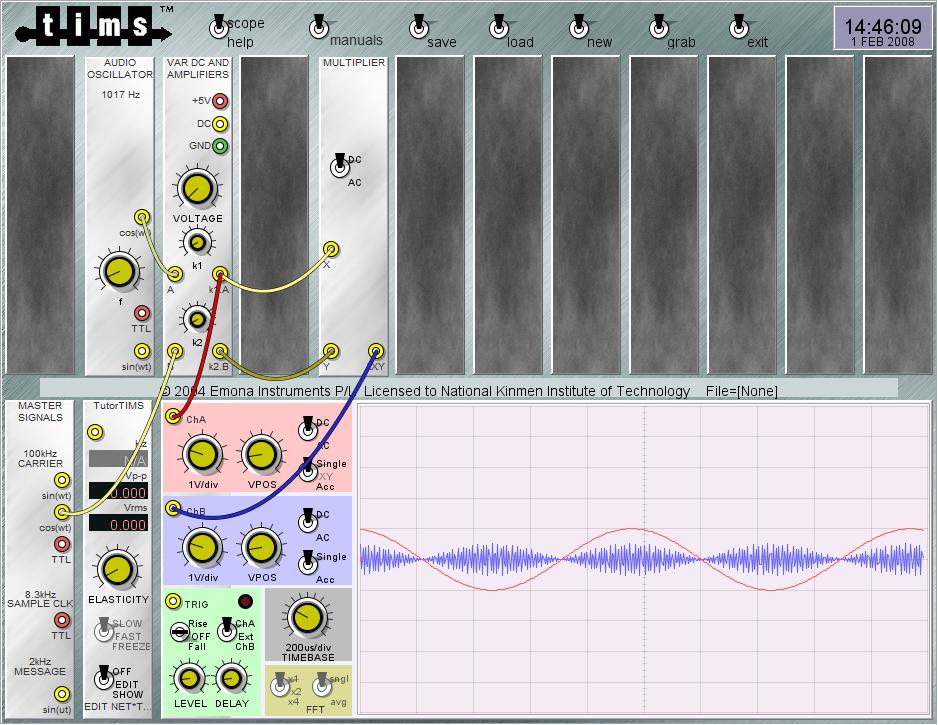 tims TM
scope
help
manuals
save
load
new
grab
exit
14:46:09
1 FEB 2008
AUDIO
OSCILLATOR
1017 Hz
cos(w
f
TTL
sin(wt)
VAR DC AND
AMPLIFIERS
+5V
DC
GND
VOLTAGE
k1
A
k1.A
k2
k2.B
MULTIPLIER
DC
AC
X
Y
XY
© 2004 Emona Instruments P/L Licensed to National Kinmen Institute of Technology File=[None]
MASTER
SIGNALS
100kHz
CARRIER
sin(wt)
cos(wt)
TTL
8.3kHz
SAMPLE CLK
TTL
2kHz
MESSAGE
sin(ut)
TutorTIMS
Hz
N/A
Vp-p
0.000
Vrms
0.000
ELASTICITY
SLOW
FAST
FREEZE
OFF
EDIT
SHOW
EDIT NET*T...
ChA
1V/div
VPOS
DC
AC
Single
XY
Acc
ChB
1V/div
VPOS
DC
AC
Single
Acc
TRIG
Rise
OFF
Fall
ChA
Ext
ChB
LEVEL
DELAY
200us/div
TIMEBASE
x1
x2
x4
sngl
avg
FFT